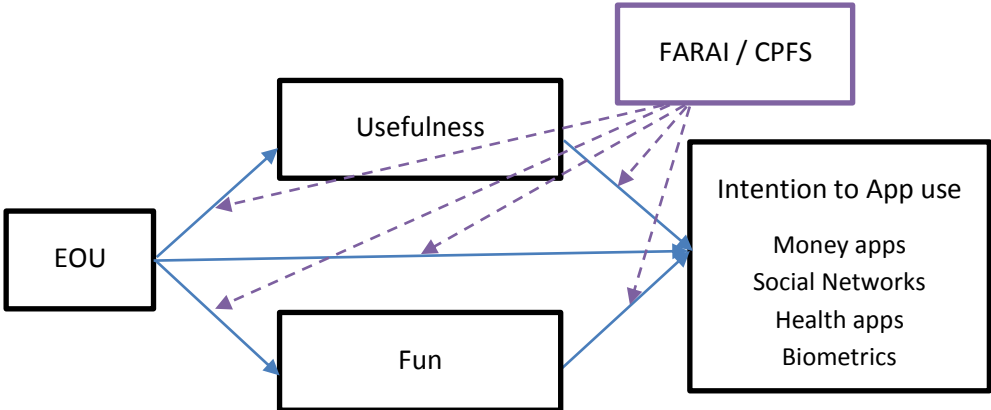 FARAI / CPFS
Usefulness
EOU
Fun
Intention to App use
Money apps
Social Networks
Health apps
Biometrics